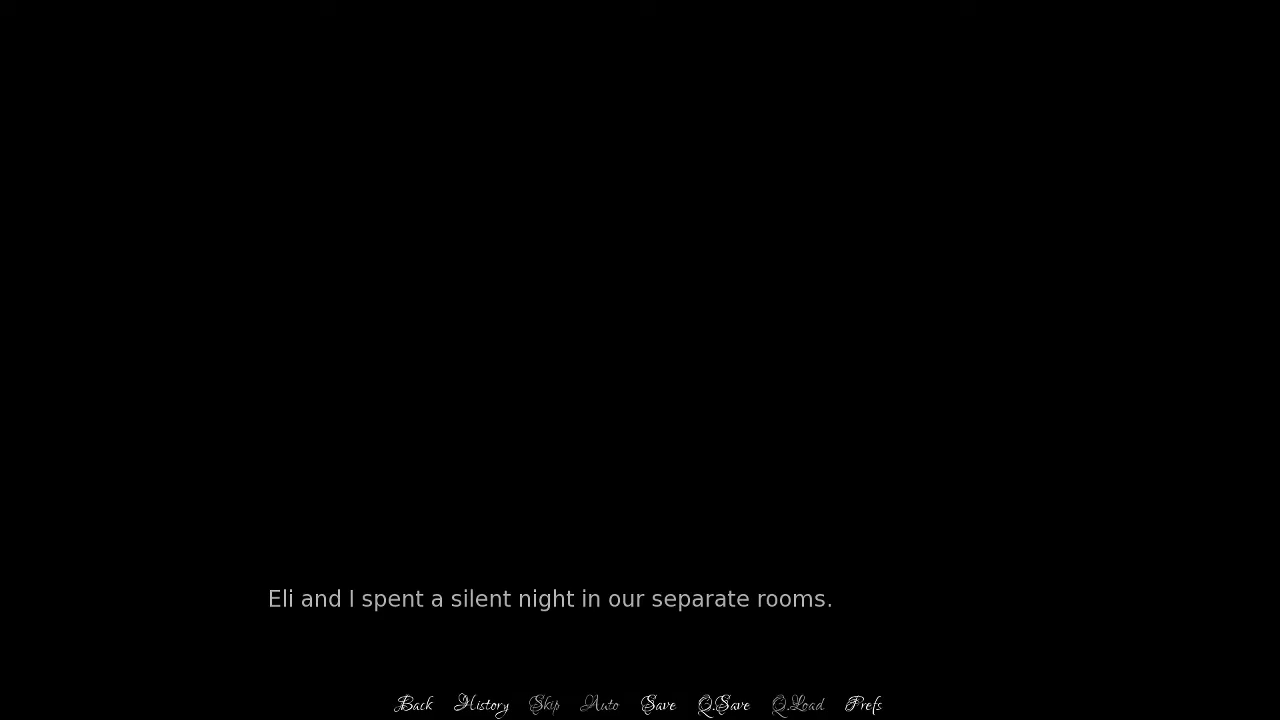 Eli and I spent a silent night in our separate rooms.
Back History Skip Auto Save Q.Save Q.Load Prefs